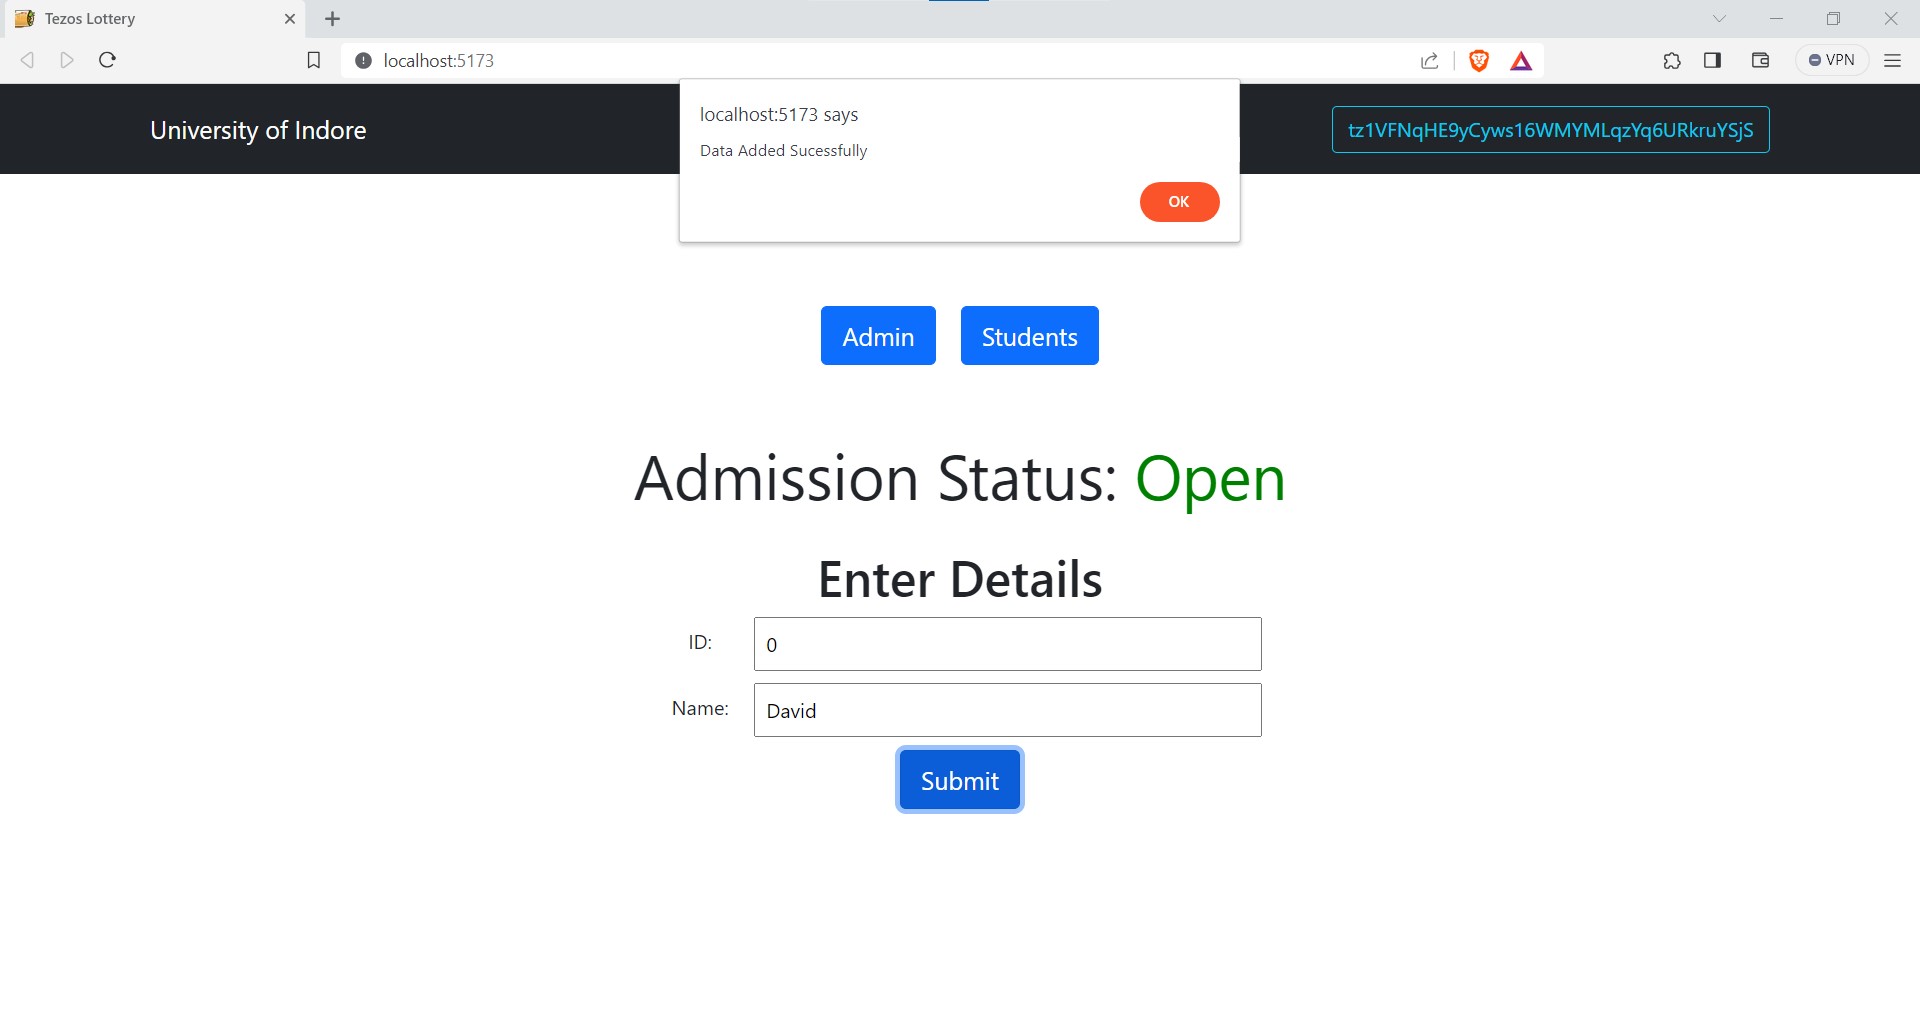 Tezos Lottery
localhost:5173
VPN
University of Indore
localhost:5173 says
Data Added Sucessfully
OK
tz1VFNqHE9yCyws16WMYMLqzYq6URkruYSjS
Admin
Students
Admission Status: Open
Enter Details
ID:
0
Name:
David
Submit